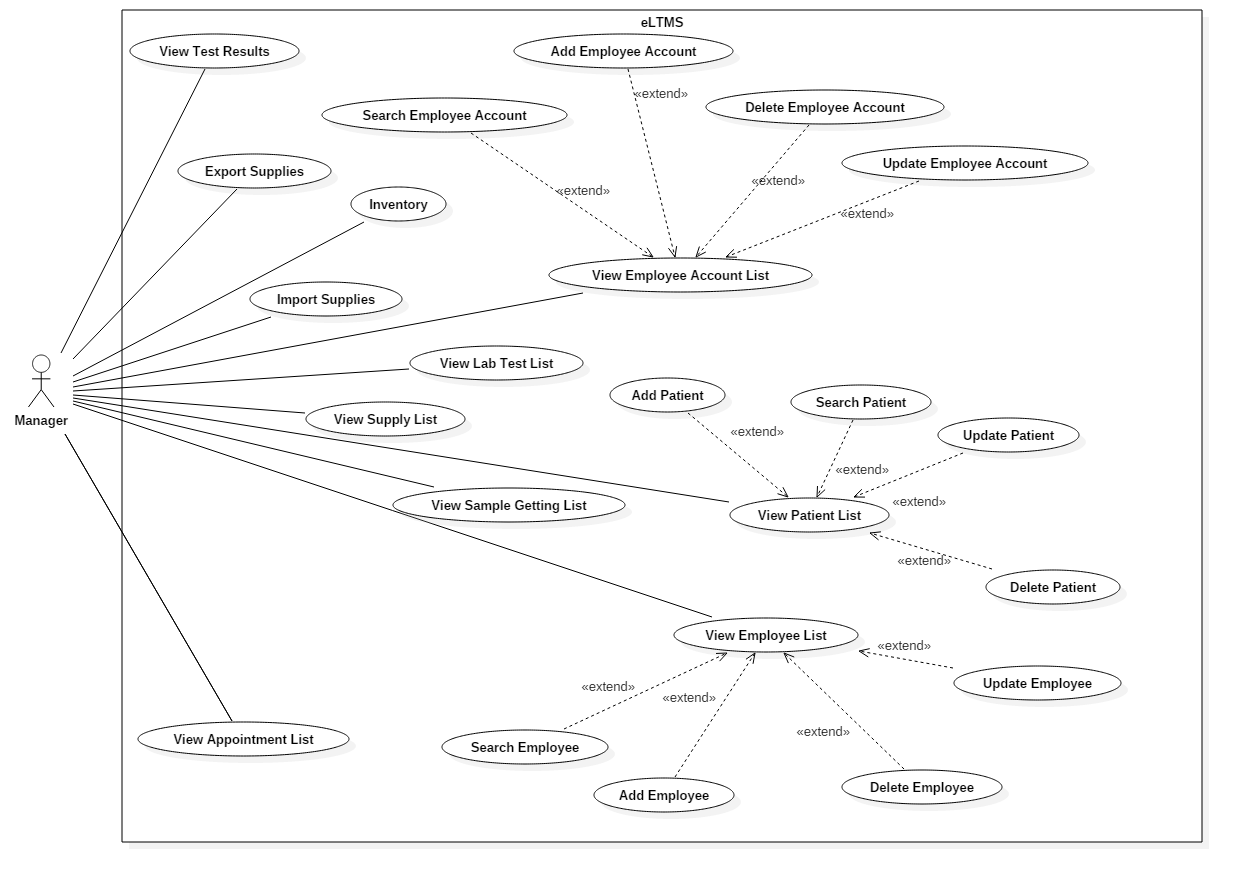 eLTMS
View Test Results
Add Employee Account
«extend»
Delete Employee Account
Search Employee Account
Update Employee Account
Export Supplies
«extend»
«extend»
Inventory
«extend»
View Employee Account List
Import Supplies
View Lab Test List
Add Patient
Search Patient
Manager
View Supply List
«extend»
Update Patient
«extend»
«extend»
View Sample Getting List
View Patient List
«extend»
Delete Patient
View Employee List
«extend»
Update Employee
«extend»
«extend»
«extend»
View Appointment List
Search Employee
Add Employee
Delete Employee